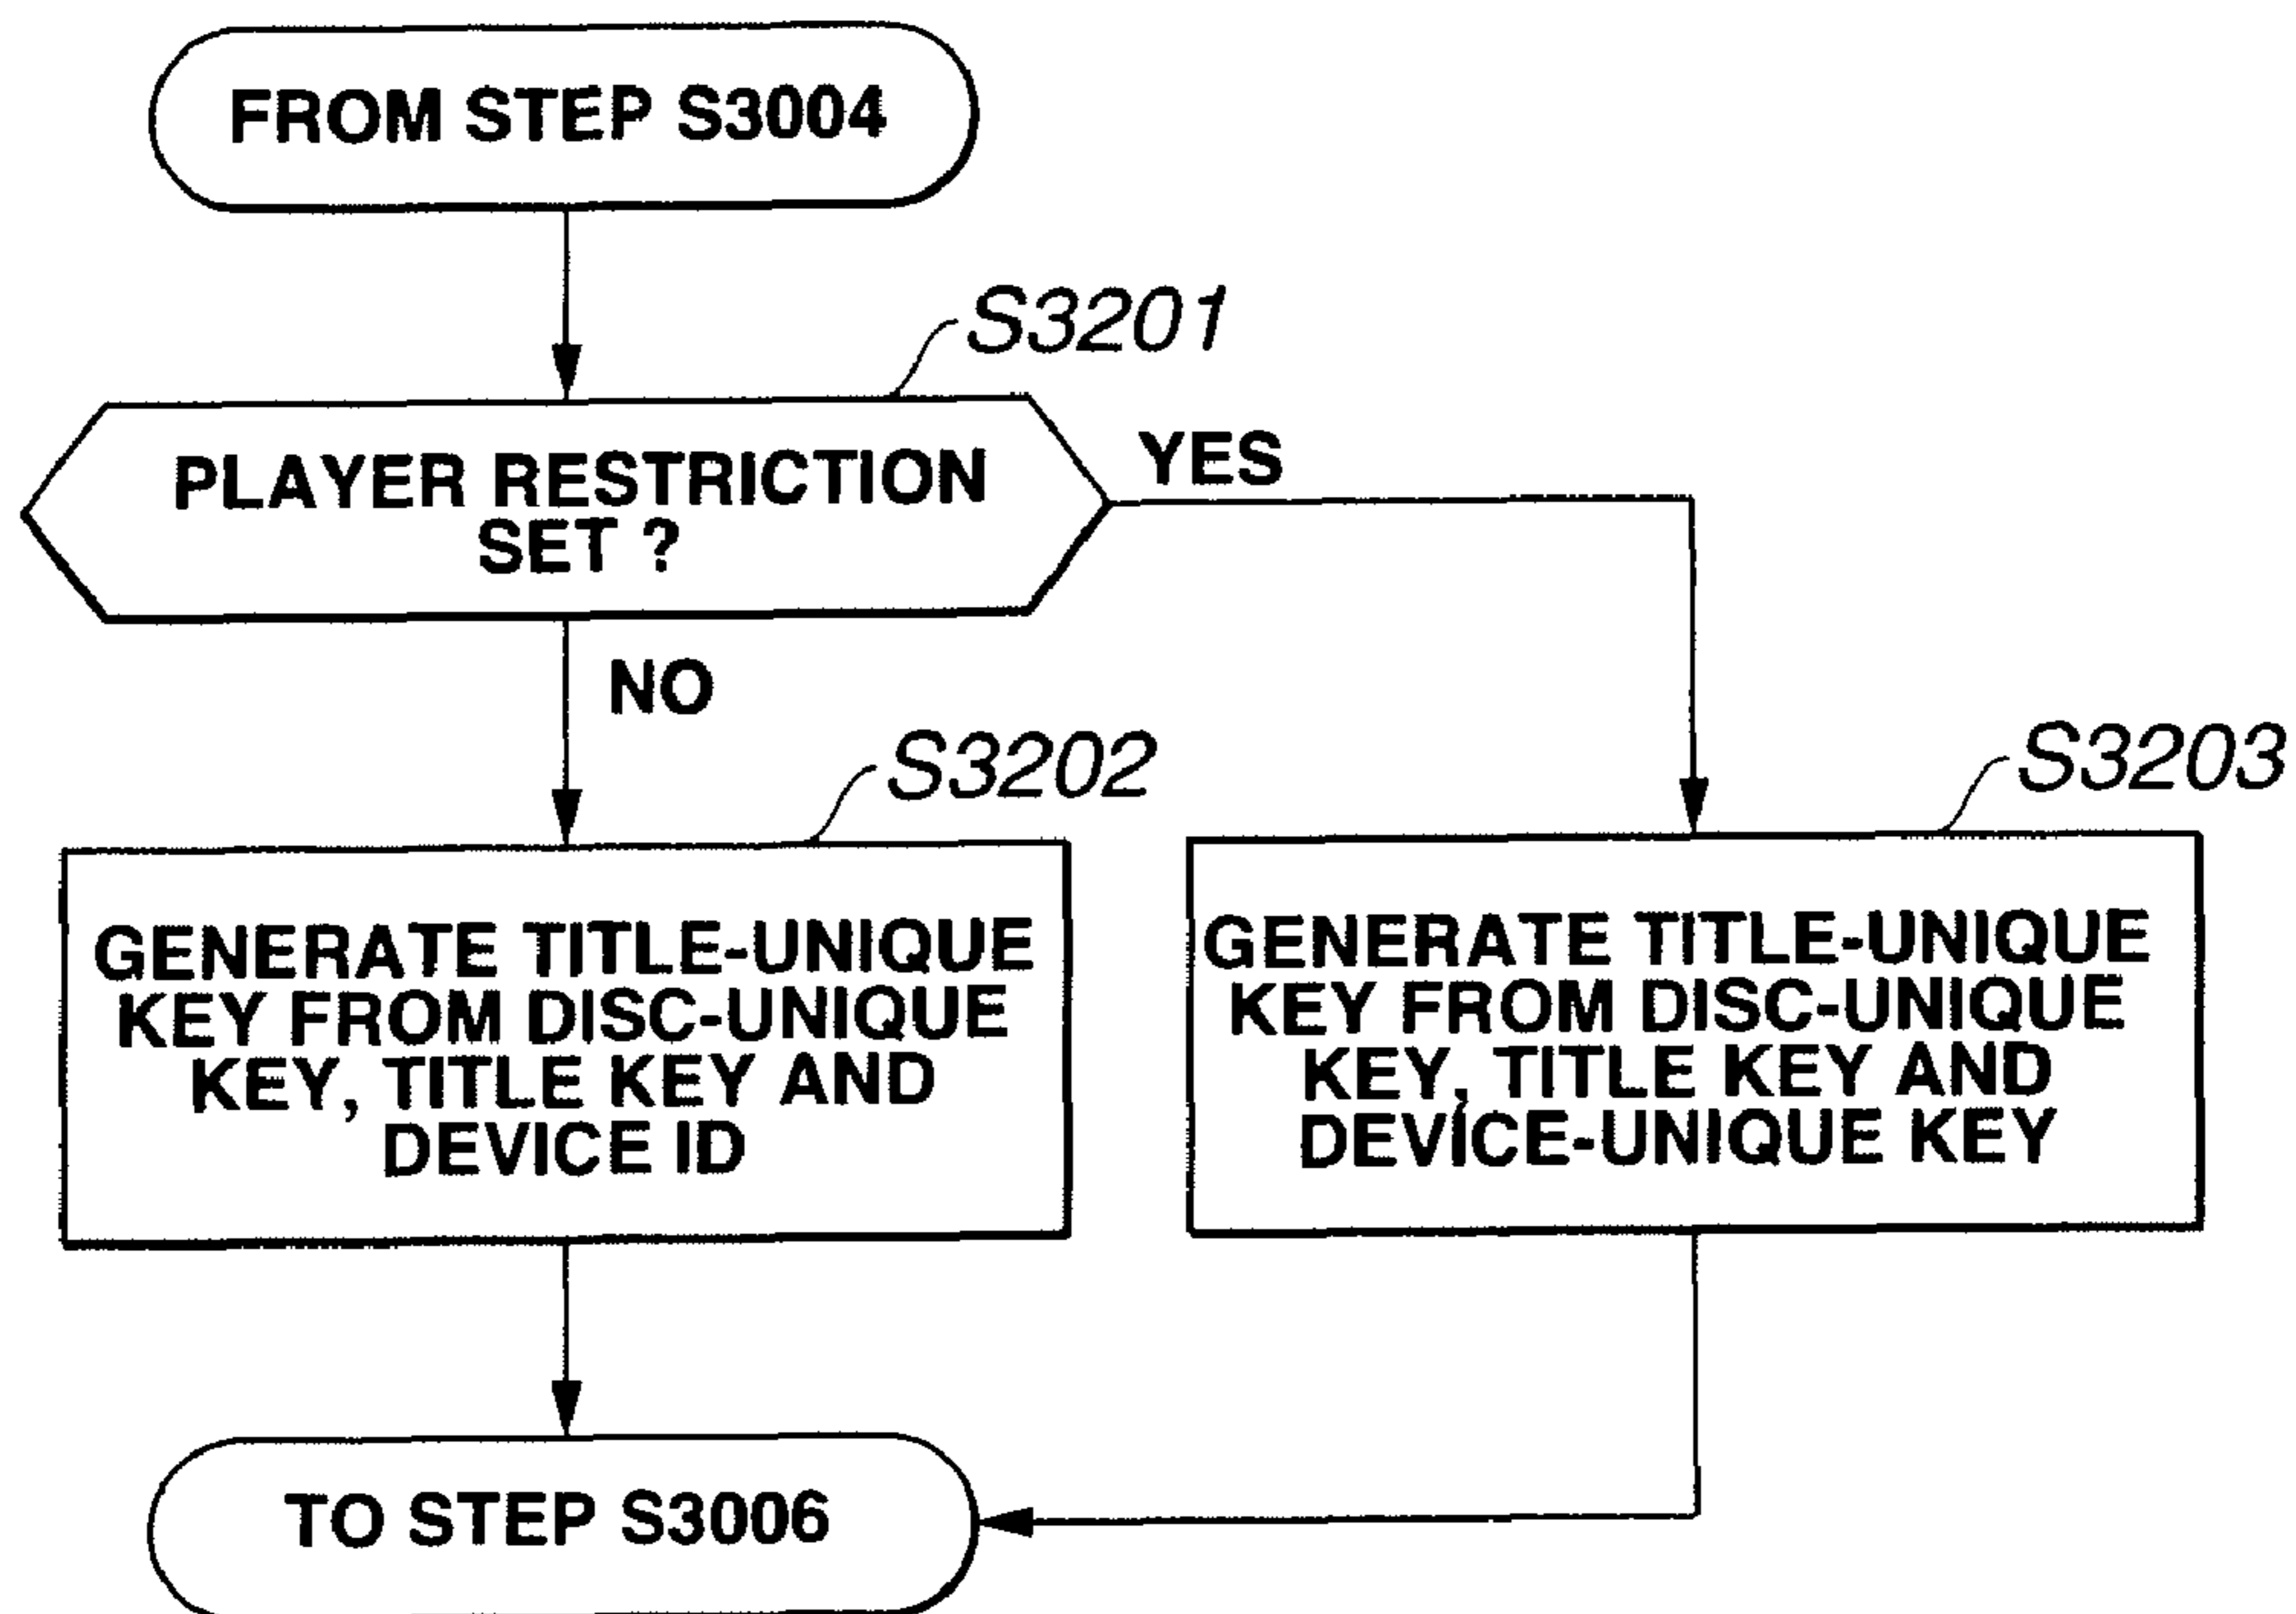 FROM STEP S3004
S3201
PLAYER RESTRICTION
SET ?
YES
NO
S3202
GENERATE TITLE-UNIQUE
KEY FROM DISC-UNIQUE
KEY, TITLE KEY AND
DEVICE ID
S3203
GENERATE TITLE-UNIQUE
KEY FROM DISC-UNIQUE
KEY, TITLE KEY AND
DEVICE-UNIQUE KEY
TO STEP S3006